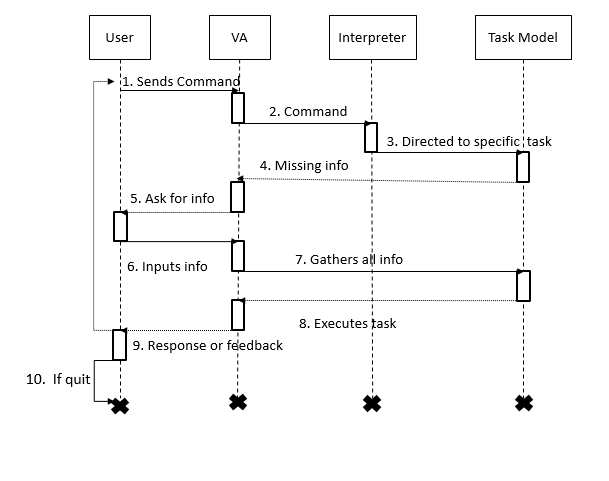 User
VA
Interpreter
Task Model
1. Sends Command
2. Command
3. Directed to specific task
4. Missing info
5. Ask for info
6. Inputs info
7. Gathers all info
8. Executes task
9. Response or feedback
10. If quit